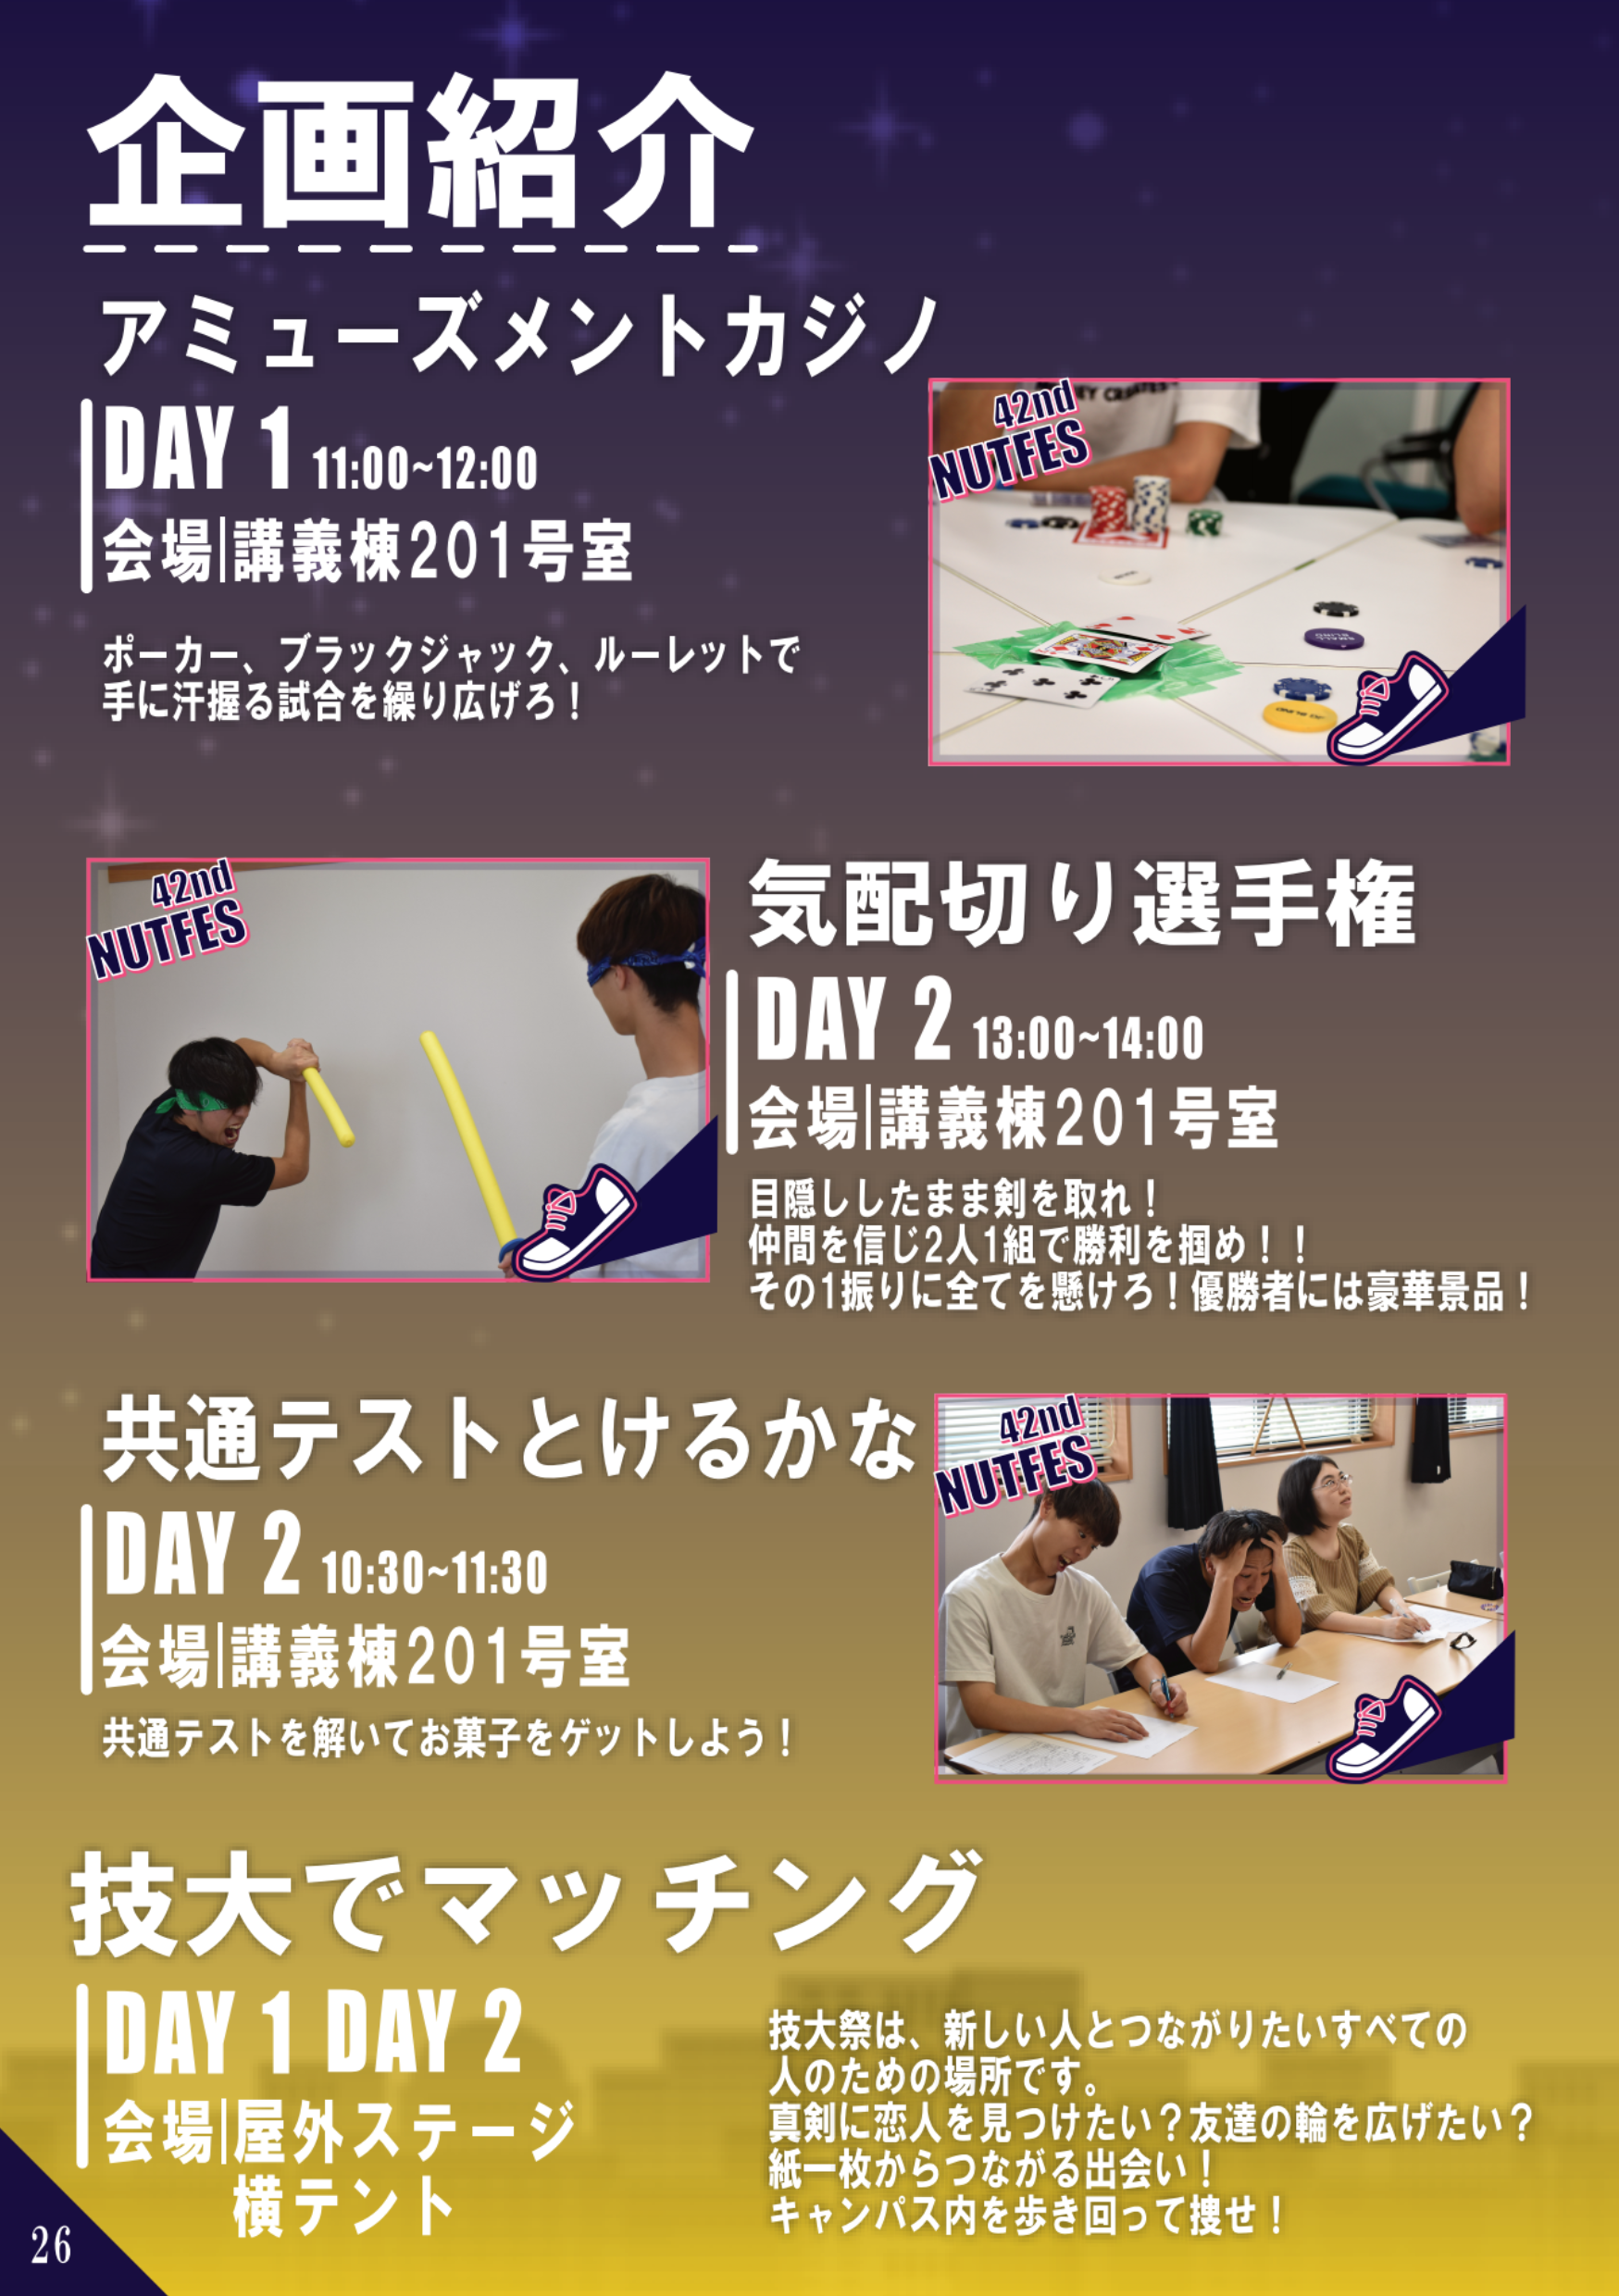 企画紹介
アミューズメントカジノ
DAY 1 11:00~12:00
会場|講義棟201号室
ポーカー、ブラックジャック、ルーレットで
手に汗握る試合を繰り広げろ！
42nd
NUTFES
42nd
NUTFES
気配切り選手権
DAY 2 13:00~14:00
会場|講義棟201号室
目隠ししたまま剣を取れ！
仲間を信じ2人1組で勝利を掴め！！
その1振りに全てを懸けろ！優勝者には豪華景品！
共通テストとけるかな
DAY 2 10:30~11:30
会場|講義棟201号室
共通テストを解いてお菓子をゲットしよう！
42nd
NUTFES
技大でマッチング
DAY 1 DAY 2
会場|屋外ステージ
横テント
技大祭は、新しい人とつながりたいすべての
人のための場所です。
真剣に恋人を見つけたい？友達の輪を広げたい？
紙一枚からつながる出会い！
キャンパス内を歩き回って捜せ！
26